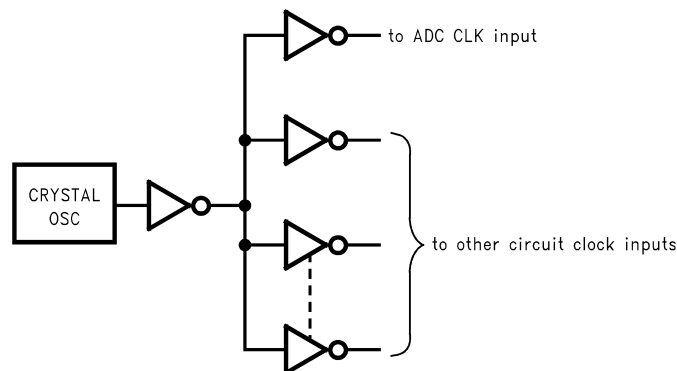 to ADC CLK input
CRYSTAL
OSC
to other circuit clock inputs